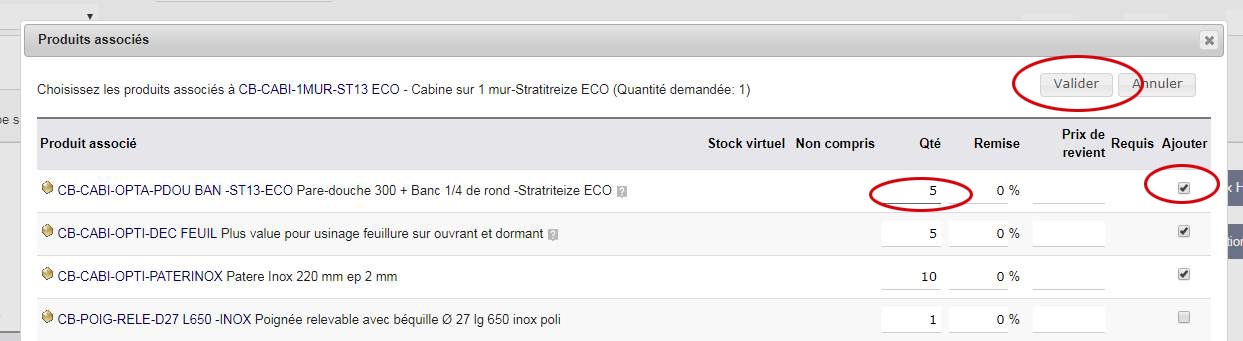 Produits associés
Choisissez les produits associés à CB-CABI-1MUR-ST13 ECO - Cabine sur 1 mur-Stratitreize ECO (Quantité demandée: 1) Valider Annuler
Produit associé Stock virtuel Non compris Qté Remise Prix de revient Requis Ajouter
CB-CABI-OPTA-PDOU BAN -ST13-ECO Pare-douche 300 + Banc 1/4 de rond -Stratriteize ECO ? 5 0 %
CB-CABI-OPTI-DEC FEUIL Plus value pour usinage feuillure sur ouvrant et dormant ? 5 0 %
CB-CABI-OPTI-PATERINOX Patere Inox 220 mm ep 2 mm 10 0 %
CB-POIG-RELE-D27 L650 -INOX Poignée relevable avec béquille Ø 27 lg 650 inox poli 1 0 %